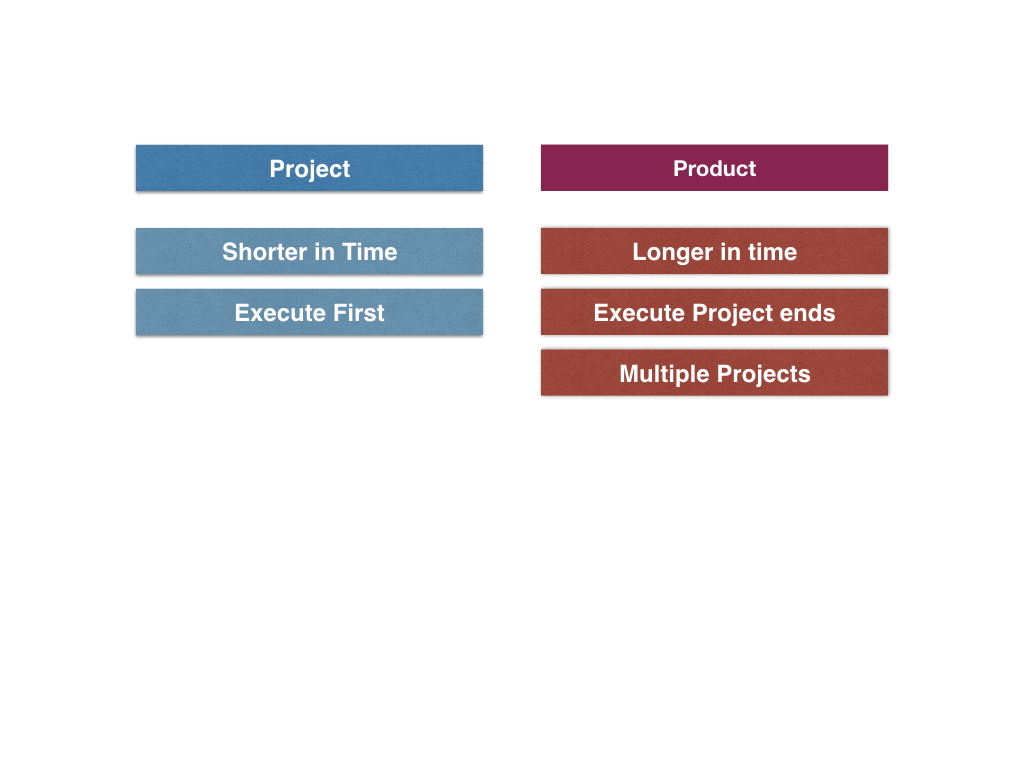 Project
Shorter in Time
Execute First
Product
Longer in time
Execute Project ends
Multiple Projects